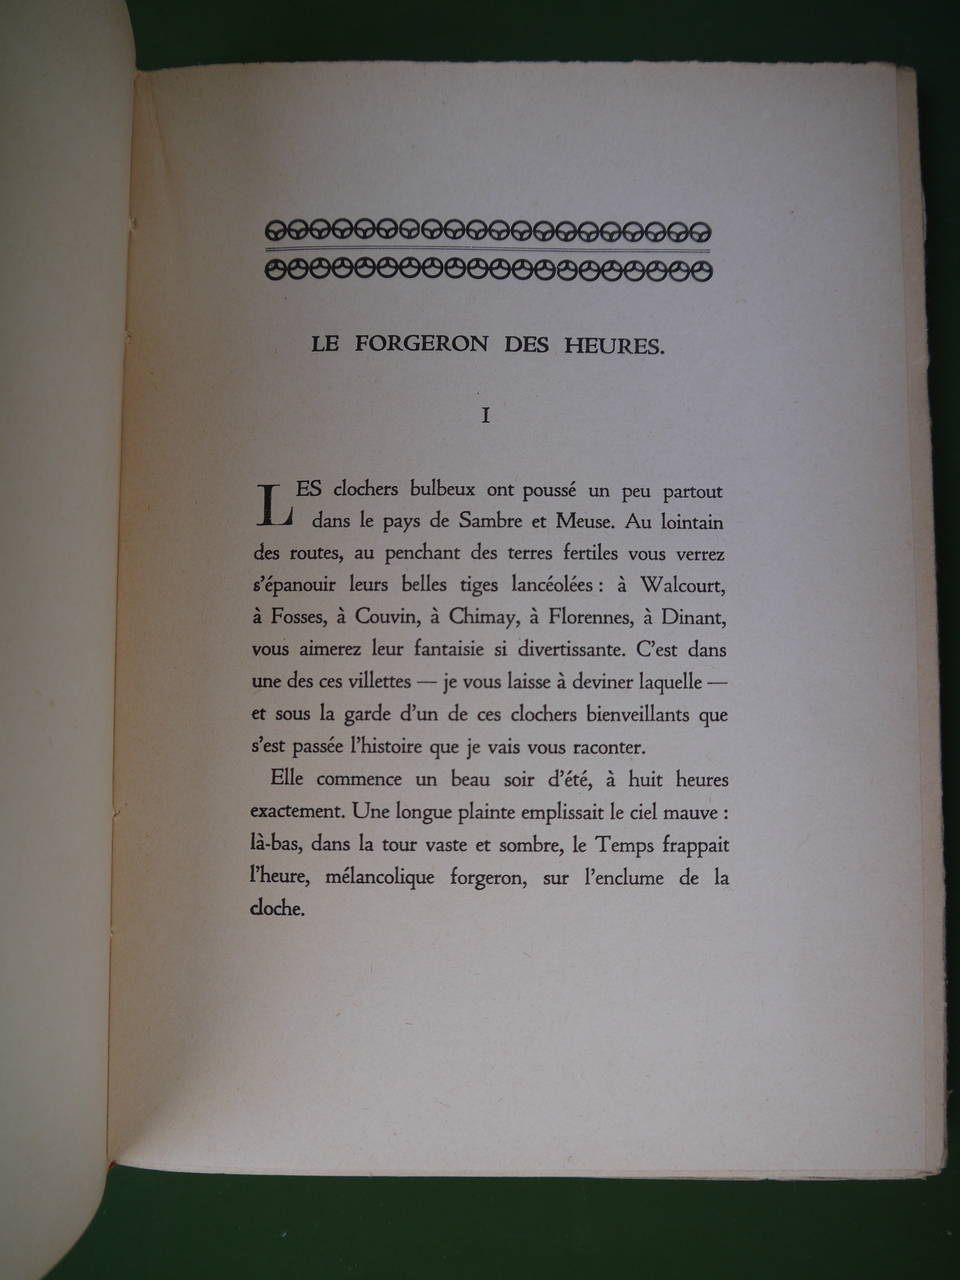 LE FORGERON DES HEURES.
I
LES clochers bulbeux ont poussé un peu partout
dans le pays de Sambre et Meuse. Au lointain
des routes, au penchant des terres fertiles vous verrez
s'épanouir leurs belles tiges lancéolées : à Walcourt,
à Fosses, à Couvin, à Chimay, à Florennes, à Dinant,
vous aimerez leur fantaisie si divertissante. C'est dans
une des ces villettes — je vous laisse à deviner laquelle —
et sous la garde d'un de ces clochers bienveillants que
s'est passée l'histoire que je vais vous raconter.
Elle commence un beau soir d'été, à huit heures
exactement. Une longue plainte emplissait le ciel mauve :
là-bas, dans la tour vaste et sombre, le Temps frappait
l'heure, mélancolique forgeron, sur l'enclume de la
cloche.